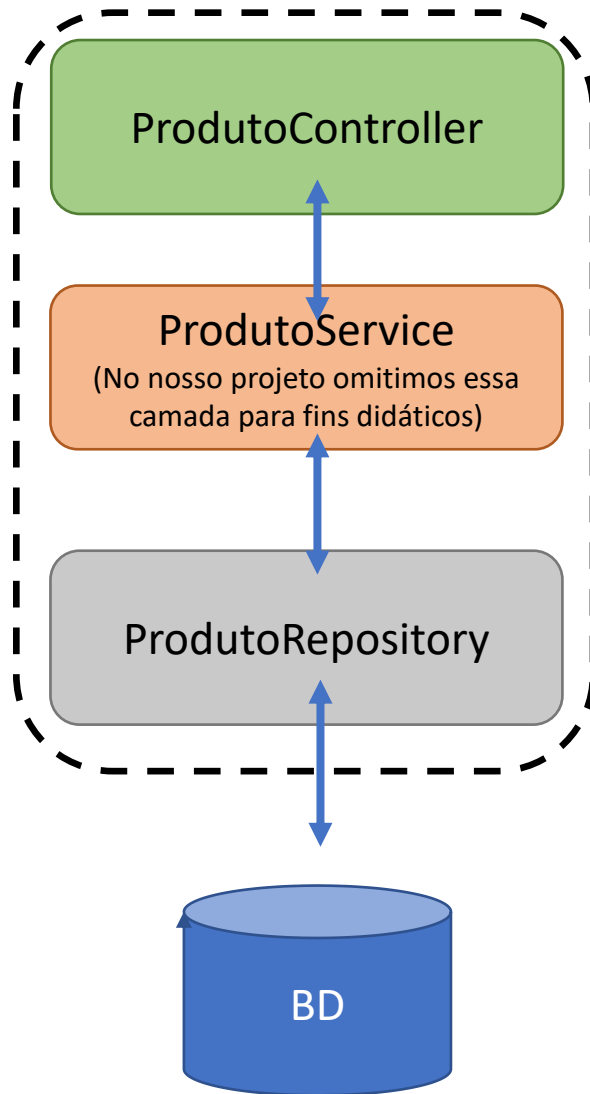 ProdutoController
ProdutoService
(No nosso projeto omitimos essa
camada para fins didáticos)
ProdutoRepository
BD